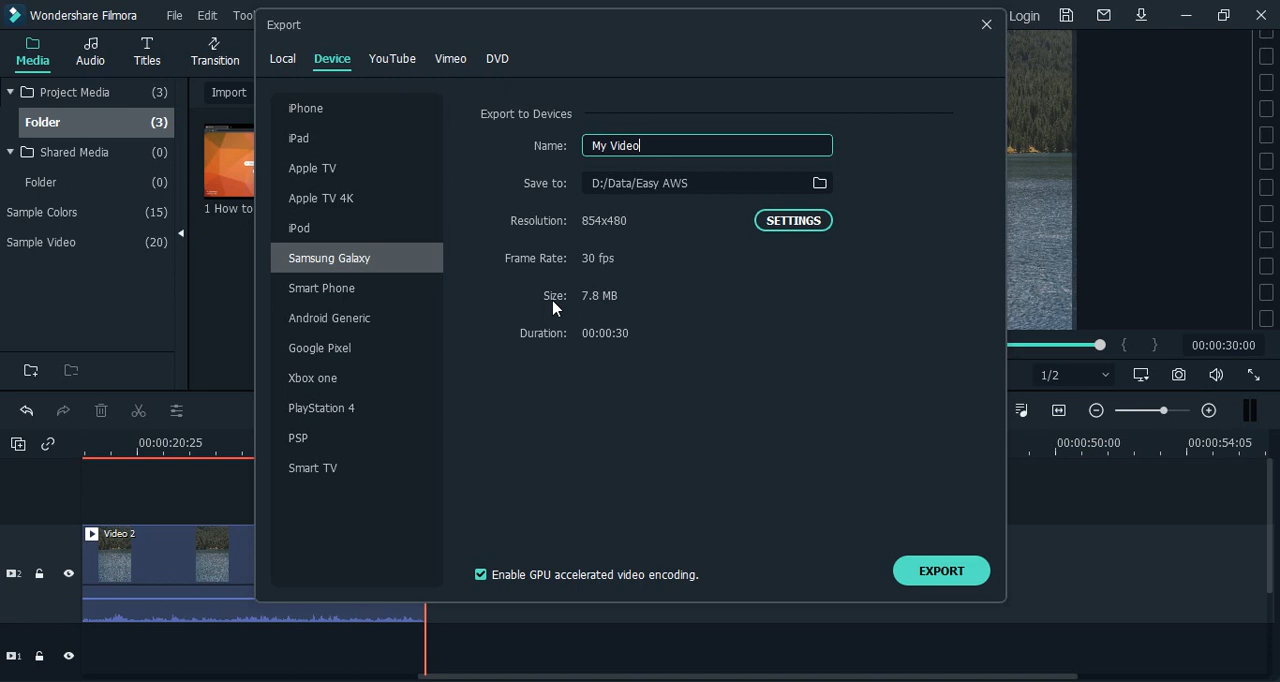 Wondershare Filmora
File
Edit
Tool
Login
Export
Media
Audio
Titles
Transition
Local
Device
YouTube
Vimeo
DVD
Project Media (3)
Import
Folder (3)
Shared Media (0)
Folder (0)
Sample Colors (15)
Sample Video (20)
1 How to
iPhone
iPad
Apple TV
Apple TV 4K
iPod
Samsung Galaxy
Smart Phone
Android Generic
Google Pixel
Xbox one
PlayStation 4
PSP
Smart TV
Export to Devices
Name: My Video
Save to: D:/Data/Easy AWS
Resolution: 854x480
SETTINGS
Frame Rate: 30 fps
Size: 7.8 MB
Duration: 00:00:30
Enable GPU accelerated video encoding.
EXPORT
{ } 00:00:30:00
1/2
00:00:20:25
00:00:50:00
00:00:54:05
Video 2
2
1